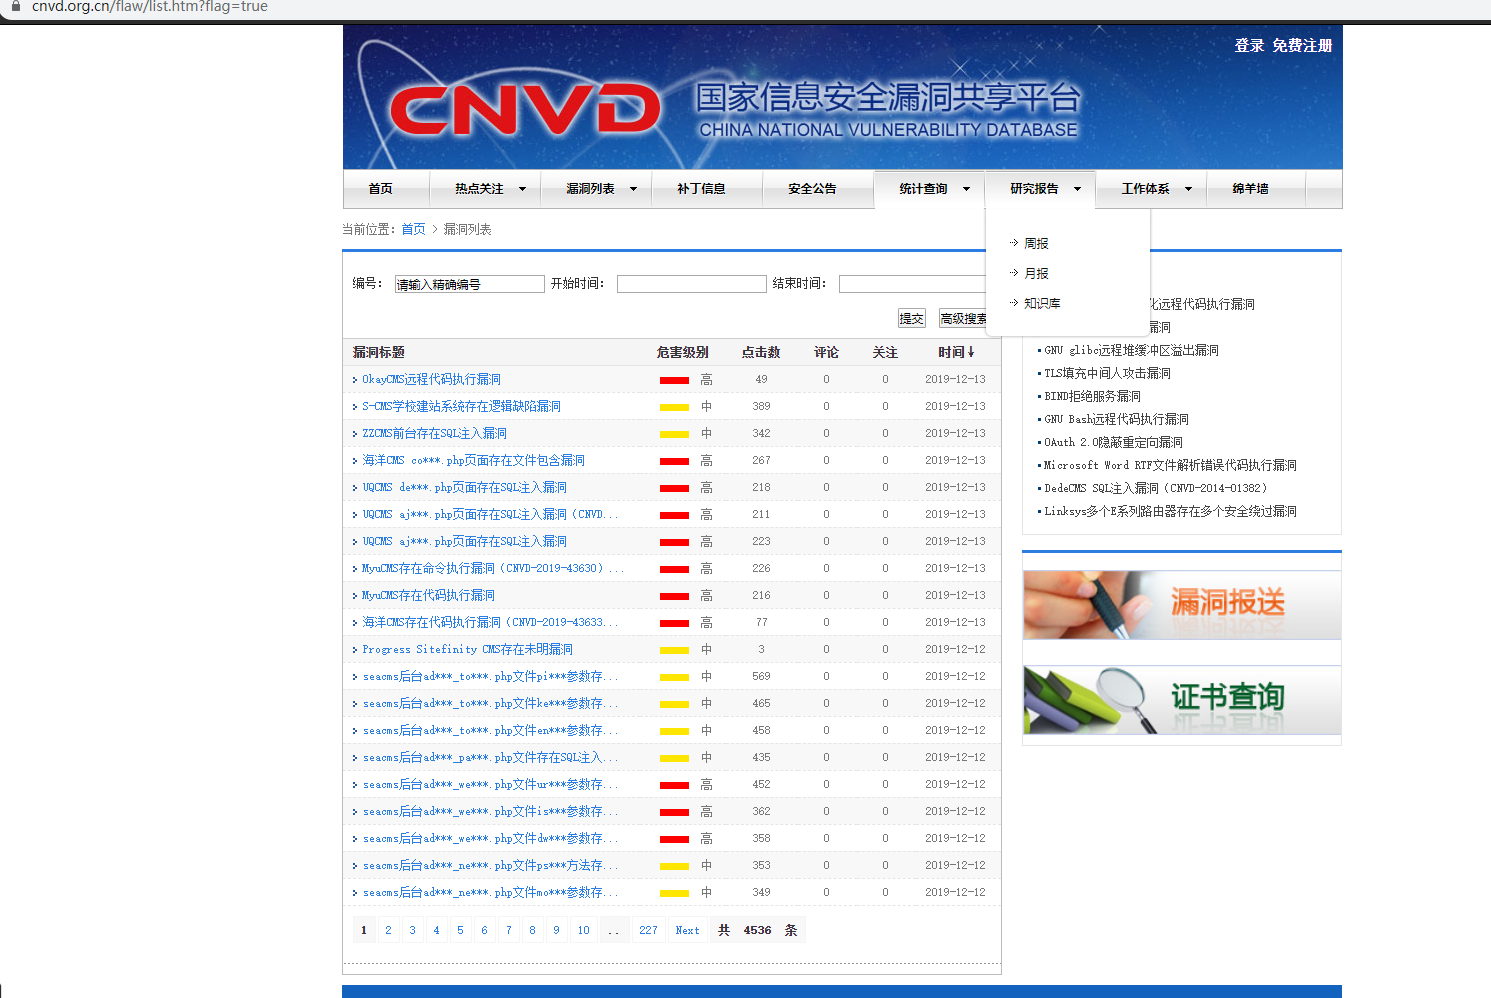 cnvd.org.cn/flaw/list.htm?flag=true
登录 免费注册
CNVD 国家信息安全漏洞共享平台
CHINA NATIONAL VULNERABILITY DATABASE
首页 热点关注 漏洞列表 补丁信息 安全公告 统计查询 研究报告 工作体系 绵羊墙
当前位置：首页 > 漏洞列表
周报
月报
知识库
编号： 请输入精确编号 开始时间： 结束时间：
提交 高级搜索
漏洞标题 危害级别 点击数 评论 关注 时间↓
OkayCMS远程代码执行漏洞 高 49 0 0 2019-12-13
S-CMS学校建站系统存在逻辑缺陷漏洞 中 389 0 0 2019-12-13
ZZCMS前台存在SQL注入漏洞 中 342 0 0 2019-12-13
海洋CMS co***.php页面存在文件包含漏洞 高 267 0 0 2019-12-13
UQCMS de***.php页面存在SQL注入漏洞 高 218 0 0 2019-12-13
UQCMS aj***.php页面存在SQL注入漏洞（CNVD... 高 211 0 0 2019-12-13
UQCMS aj***.php页面存在SQL注入漏洞 高 223 0 0 2019-12-13
MyuCMS存在命令执行漏洞（CNVD-2019-43630）... 高 226 0 0 2019-12-13
MyuCMS存在代码执行漏洞 高 216 0 0 2019-12-13
海洋CMS存在代码执行漏洞（CNVD-2019-43633... 高 77 0 0 2019-12-13
Progress Sitefinity CMS存在未明漏洞 中 3 0 0 2019-12-12
seacms后台ad***_to***.php文件pi***参数存... 中 569 0 0 2019-12-12
seacms后台ad***_to***.php文件ke***参数存... 中 465 0 0 2019-12-12
seacms后台ad***_to***.php文件en***参数存... 中 458 0 0 2019-12-12
seacms后台ad***_pa***.php文件存在SQL注入... 中 435 0 0 2019-12-12
seacms后台ad***_we***.php文件ur***参数存... 高 452 0 0 2019-12-12
seacms后台ad***_we***.php文件is***参数存... 高 362 0 0 2019-12-12
seacms后台ad***_we***.php文件dw***参数存... 高 358 0 0 2019-12-12
seacms后台ad***_ne***.php文件ps***方法存... 中 353 0 0 2019-12-12
seacms后台ad***_ne***.php文件mo***参数存... 中 349 0 0 2019-12-12
1 2 3 4 5 6 7 8 9 10 .. 227 Next 共 4536 条
化远程代码执行漏洞
漏洞
GNU glibc远程堆缓冲区溢出漏洞
TLS填充中间人攻击漏洞
BIND拒绝服务漏洞
GNU Bash远程代码执行漏洞
OAuth 2.0隐蔽重定向漏洞
Microsoft Word RTF文件解析错误代码执行漏洞
DedeCMS SQL注入漏洞（CNVD-2014-01382）
Linksys多个E系列路由器存在多个安全绕过漏洞
漏洞报送
证书查询